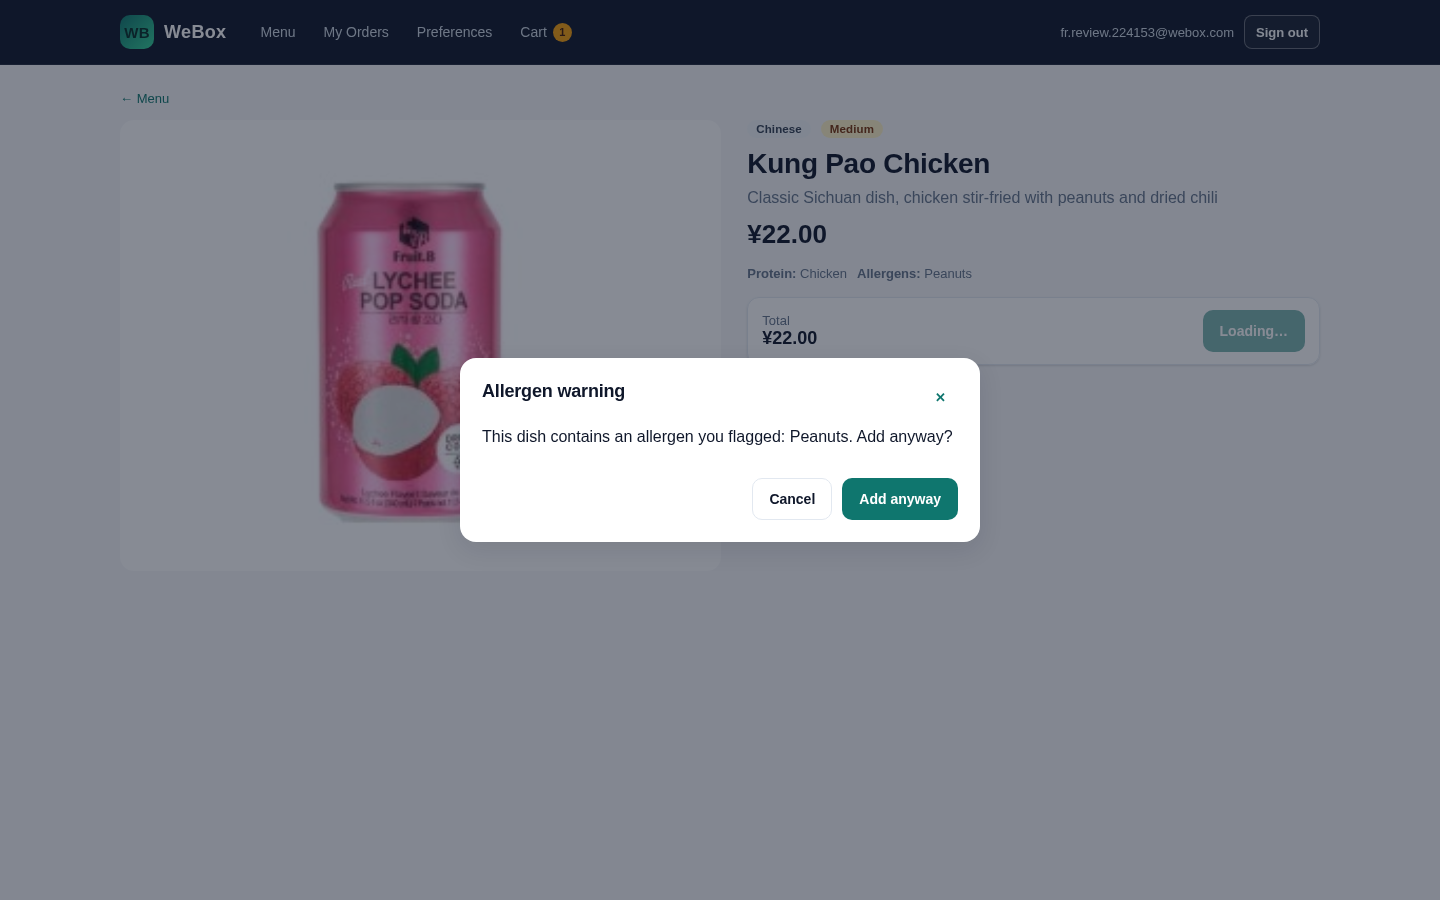 WB WeBox Menu My Orders Preferences Cart 1 fr.review.224153@webox.com Sign out
← Menu
Chinese Medium
Kung Pao Chicken
Classic Sichuan dish, chicken stir-fried with peanuts and dried chili
¥22.00
Protein: Chicken Allergens: Peanuts
Total
¥22.00
Loading…
Fruit.B
LYCHEE
POP SODA
Allergen warning
×
This dish contains an allergen you flagged: Peanuts. Add anyway?
Cancel Add anyway